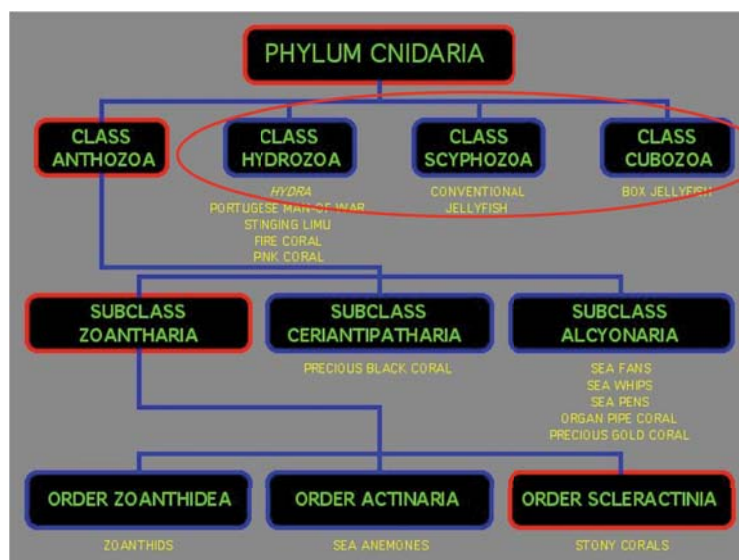 PHYLUM CNIDARIA
CLASS
ANTHOZOA
CLASS
HYDROZOA
CLASS
SCYPHOZOA
CLASS
CUBOZOA
HYDRA
PORTUGESE MAN-OF WAR
STINGING LIMU
FIRE CORAL
PNK CORAL
CONVENTIONAL
JELLYFISH
BOX JELLYFISH
SUBCLASS
ZOANTHARIA
SUBCLASS
CERIANTIPATHARIA
SUBCLASS
ALCYONARIA
PRECIOUS BLACK CORAL
SEA FANS
SEA WHIPS
SEA PENS
ORGAN PIPE CORAL
PRECIOUS GOLD CORAL
ORDER ZOANTHIDEA
ORDER ACTINARIA
ORDER SCLERACTINIA
ZOANTHIDS
SEA ANEMONES
STONY CORALS